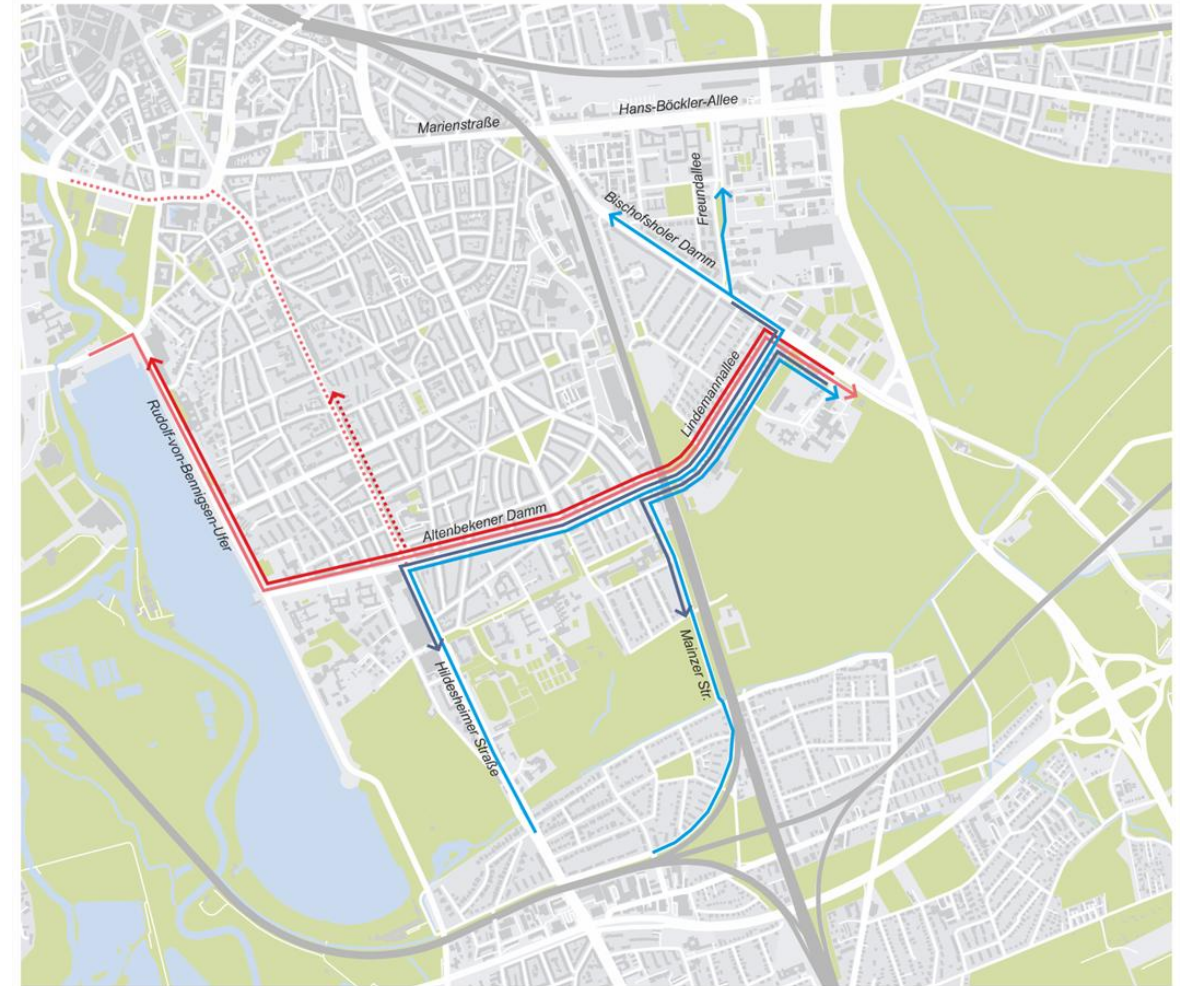 Hans-Böckler-Allee
Marienstraße
Freundallee
Bischofsholer Damm
Lindemannallee
Rudolf-von-Bennigsen-Ufer
Altenbekener Damm
Mainzer Str.
Hildesheimer Straße